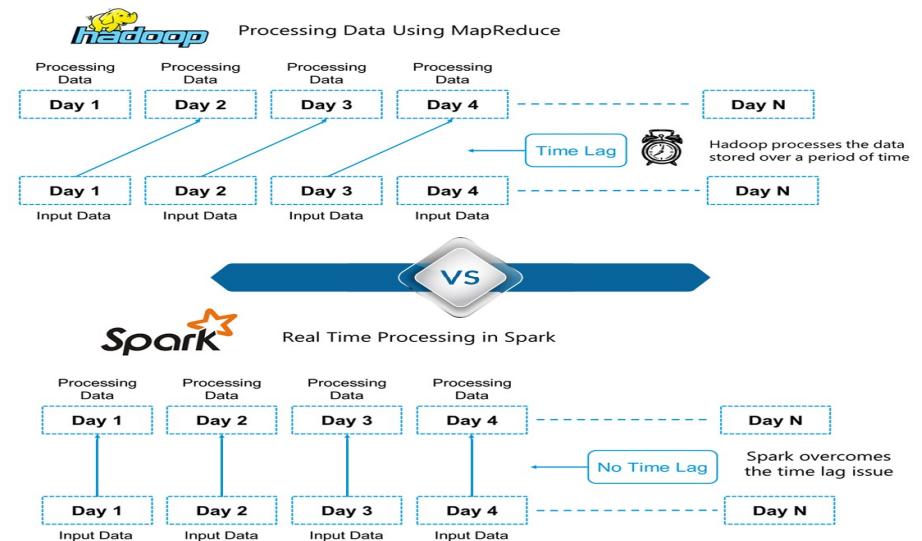 hadoop
Processing Data Using MapReduce
Processing Data
Processing Data
Processing Data
Processing Data
Day 1
Day 2
Day 3
Day 4
Day N
Time Lag
Hadoop processes the data
stored over a period of time
Day 1
Day 2
Day 3
Day 4
Day N
Input Data
Input Data
Input Data
Input Data
VS
Spark
Real Time Processing in Spark
Processing Data
Processing Data
Processing Data
Processing Data
Day 1
Day 2
Day 3
Day 4
Day N
No Time Lag
Spark overcomes
the time lag issue
Day 1
Day 2
Day 3
Day 4
Day N
Input Data
Input Data
Input Data
Input Data